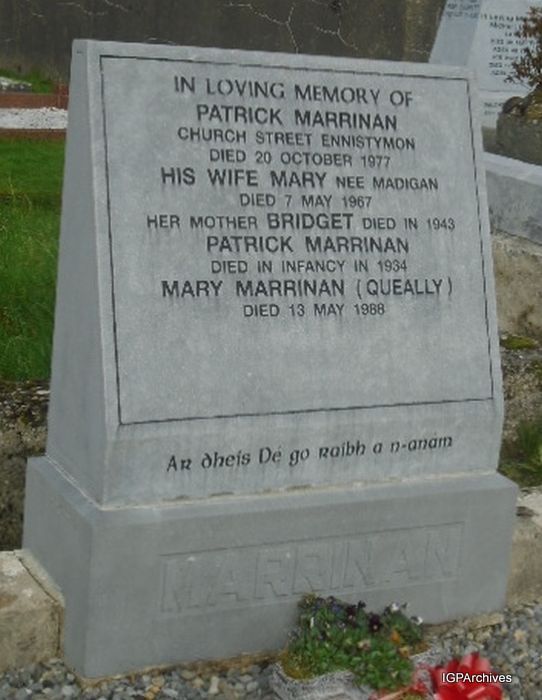 IN LOVING MEMORY OF
PATRICK MARRINAN
CHURCH STREET ENNISTYMON
DIED 20 OCTOBER 1977
HIS WIFE MARY NEE MADIGAN
DIED 7 MAY 1967
HER MOTHER BRIDGET DIED IN 1943
PATRICK MARRINAN
DIED IN INFANCY IN 1934
MARY MARRINAN (QUEALLY)
DIED 13 MAY 1988
Ar dheis Dé go raibh a n-anam
MARRINAN
IGPArchives